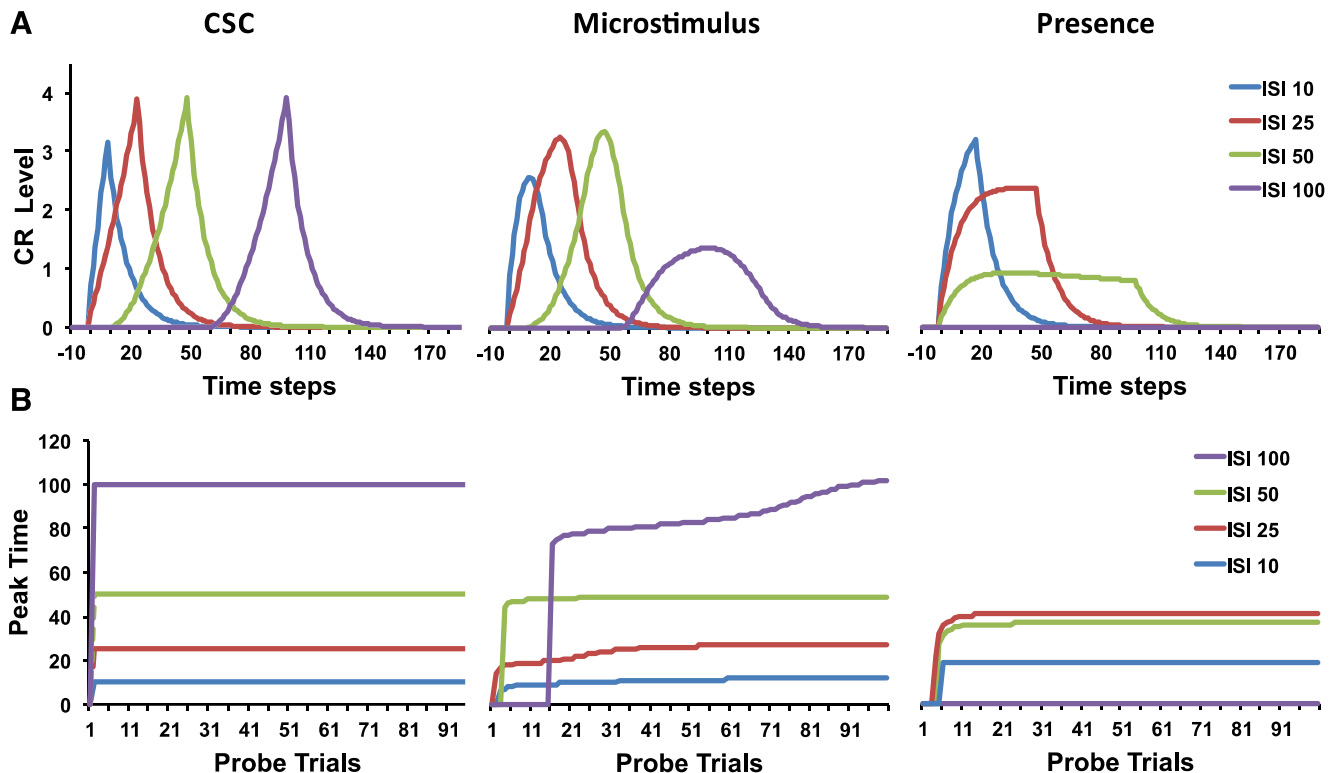 A
CSC
Microstimulus
Presence
CR Level
4
3
2
1
0
-10 20 50 80 110 140 170
Time steps
-10 20 50 80 110 140 170
Time steps
-10 20 50 80 110 140 170
Time steps
ISI 10
ISI 25
ISI 50
ISI 100
B
Peak Time
120
100
80
60
40
20
0
1 11 21 31 41 51 61 71 81 91
Probe Trials
1 11 21 31 41 51 61 71 81 91
Probe Trials
1 11 21 31 41 51 61 71 81 91
Probe Trials
ISI 100
ISI 50
ISI 25
ISI 10